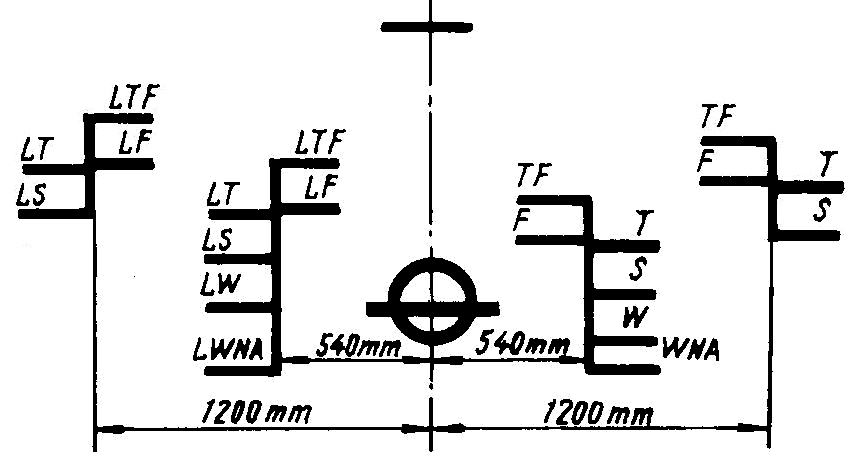 LTF
LT LF
LS
LTF
LT LF
LS
LW
LWNA
TF
F T
S
W
WNA
TF
F T
S
540mm 540mm
1200mm 1200mm